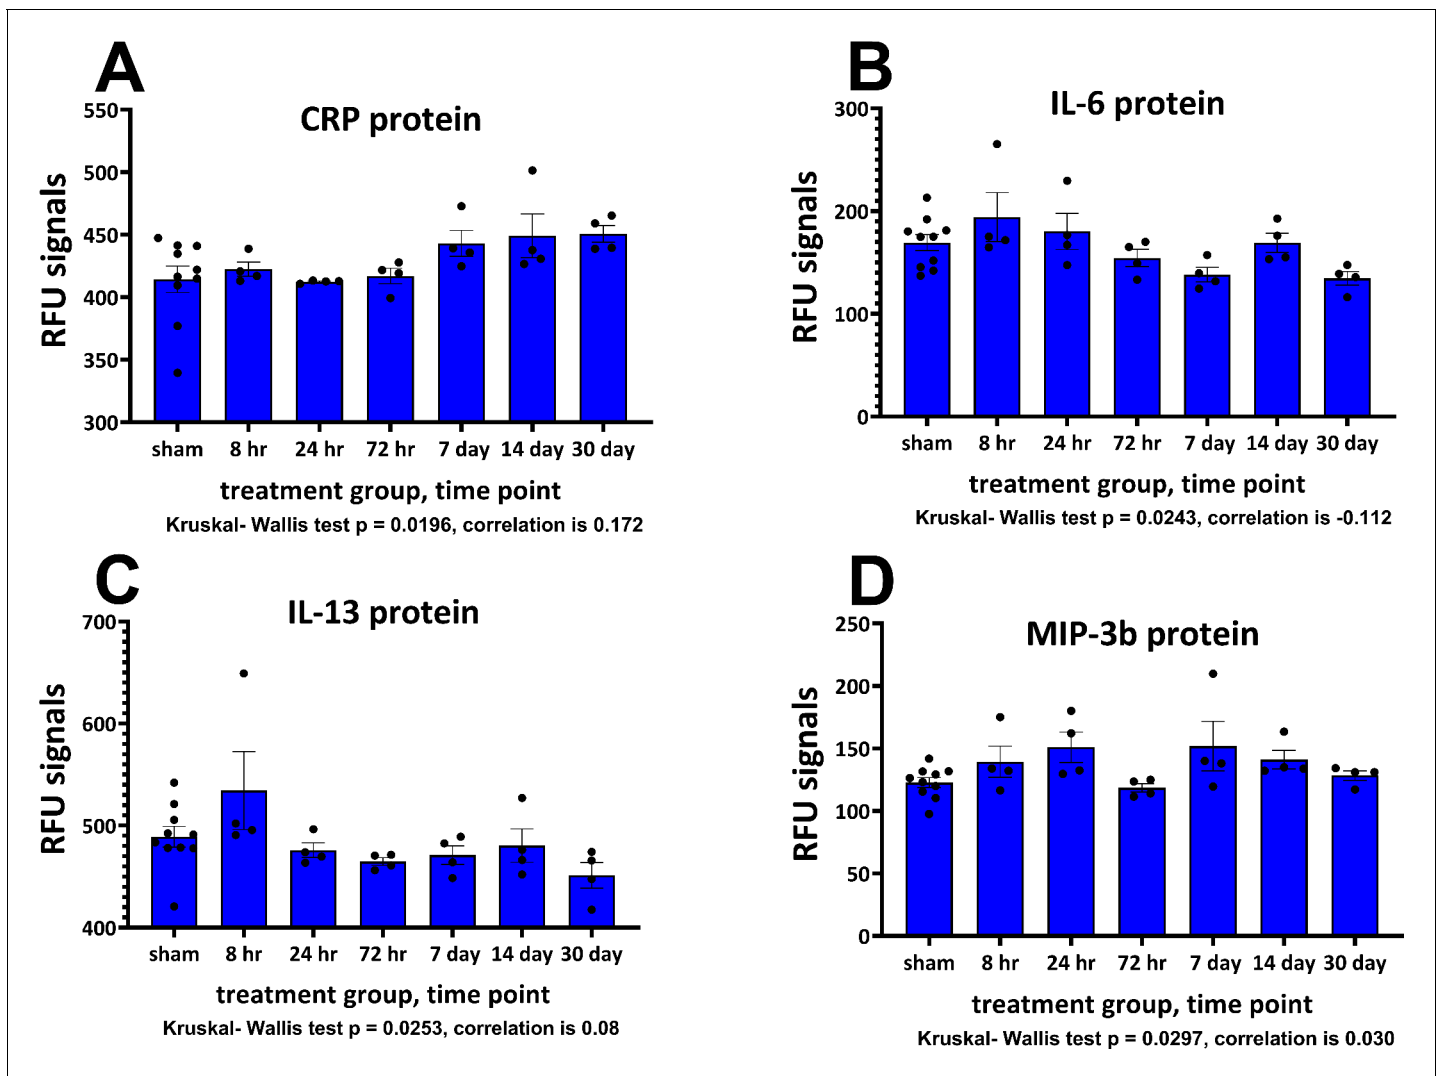 A
CRP protein
550
500
450
400
350
300
RFU signals
sham 8 hr 24 hr 72 hr 7 day 14 day 30 day
treatment group, time point
Kruskal- Wallis test p = 0.0196, correlation is 0.172
B
IL-6 protein
300
200
100
0
RFU signals
sham 8 hr 24 hr 72 hr 7 day 14 day 30 day
treatment group, time point
Kruskal- Wallis test p = 0.0243, correlation is -0.112
C
IL-13 protein
700
600
500
400
RFU signals
sham 8 hr 24 hr 72 hr 7 day 14 day 30 day
treatment group, time point
Kruskal- Wallis test p = 0.0253, correlation is 0.08
D
MIP-3b protein
250
200
150
100
50
0
RFU signals
sham 8 hr 24 hr 72 hr 7 day 14 day 30 day
treatment group, time point
Kruskal- Wallis test p = 0.0297, correlation is 0.030